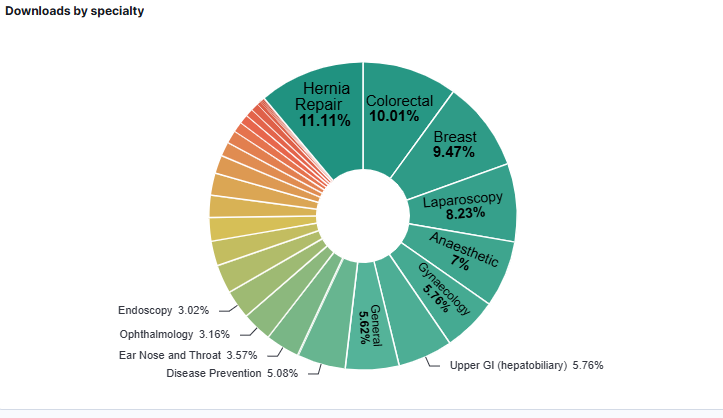 Downloads by specialty
Hernia
Repair
11.11%
Colorectal
10.01%
Breast
9.47%
Laparoscopy
8.23%
Anaesthetic
7%
Gynaecology
5.76%
Upper GI (hepatobiliary) 5.76%
General
5.62%
Disease Prevention 5.08%
Ear Nose and Throat 3.57%
Ophthalmology 3.16%
Endoscopy 3.02%